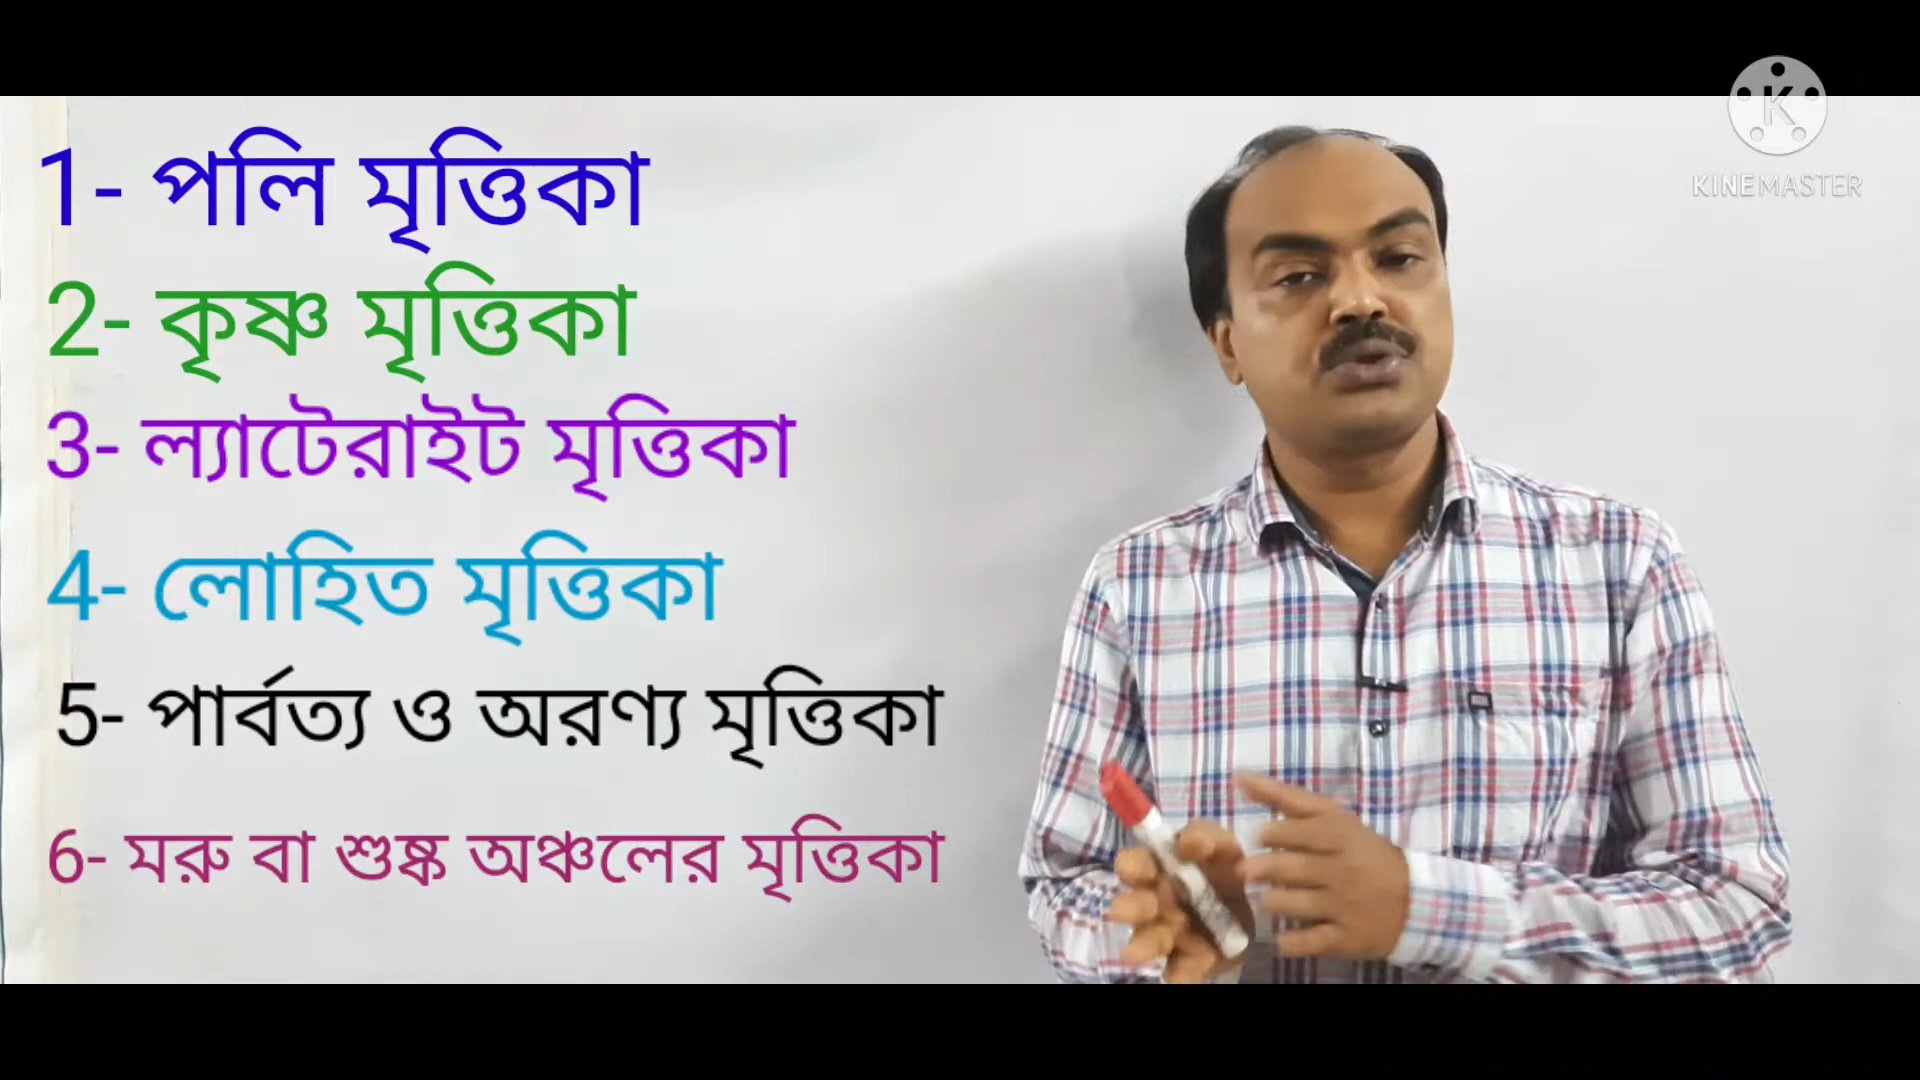 1- পলি মৃত্তিকা
2- কৃষ্ণ মৃত্তিকা
3- ল্যাটেরাইট মৃত্তিকা
4- লোহিত মৃত্তিকা
5- পার্বত্য ও অরণ্য মৃত্তিকা
6- মরু বা শুষ্ক অঞ্চলের মৃত্তিকা
K
KINEMASTER